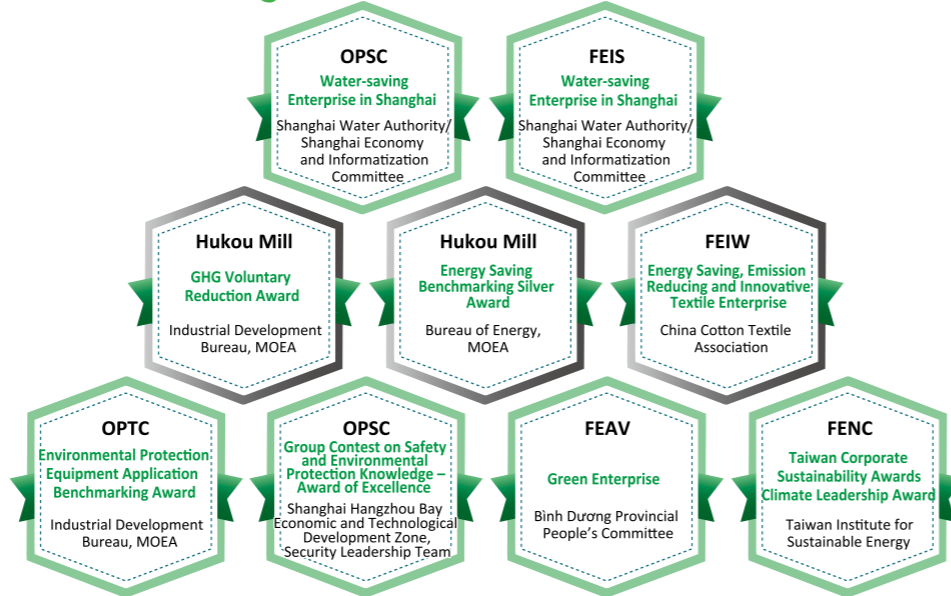 OPSC
Water-saving
Enterprise in Shanghai
Shanghai Water Authority/
Shanghai Economy
and Informatization
Committee
FEIS
Water-saving
Enterprise in Shanghai
Shanghai Water Authority/
Shanghai Economy
and Informatization
Committee
Hukou Mill
GHG Voluntary
Reduction Award
Industrial Development
Bureau, MOEA
Hukou Mill
Energy Saving
Benchmarking Silver
Award
Bureau of Energy,
MOEA
FEIW
Energy Saving, Emission
Reducing and Innovative
Textile Enterprise
China Cotton Textile
Association
OPTC
Environmental Protection
Equipment Application
Benchmarking Award
Industrial Development
Bureau, MOEA
OPSC
Group Contest on Safety
and Environmental
Protection Knowledge –
Award of Excellence
Shanghai Hangzhou Bay
Economic and Technological
Development Zone,
Security Leadership Team
FEAV
Green Enterprise
Bình Dương Provincial
People's Committee
FENC
Taiwan Corporate
Sustainability Awards
Climate Leadership Award
Taiwan Institute for
Sustainable Energy